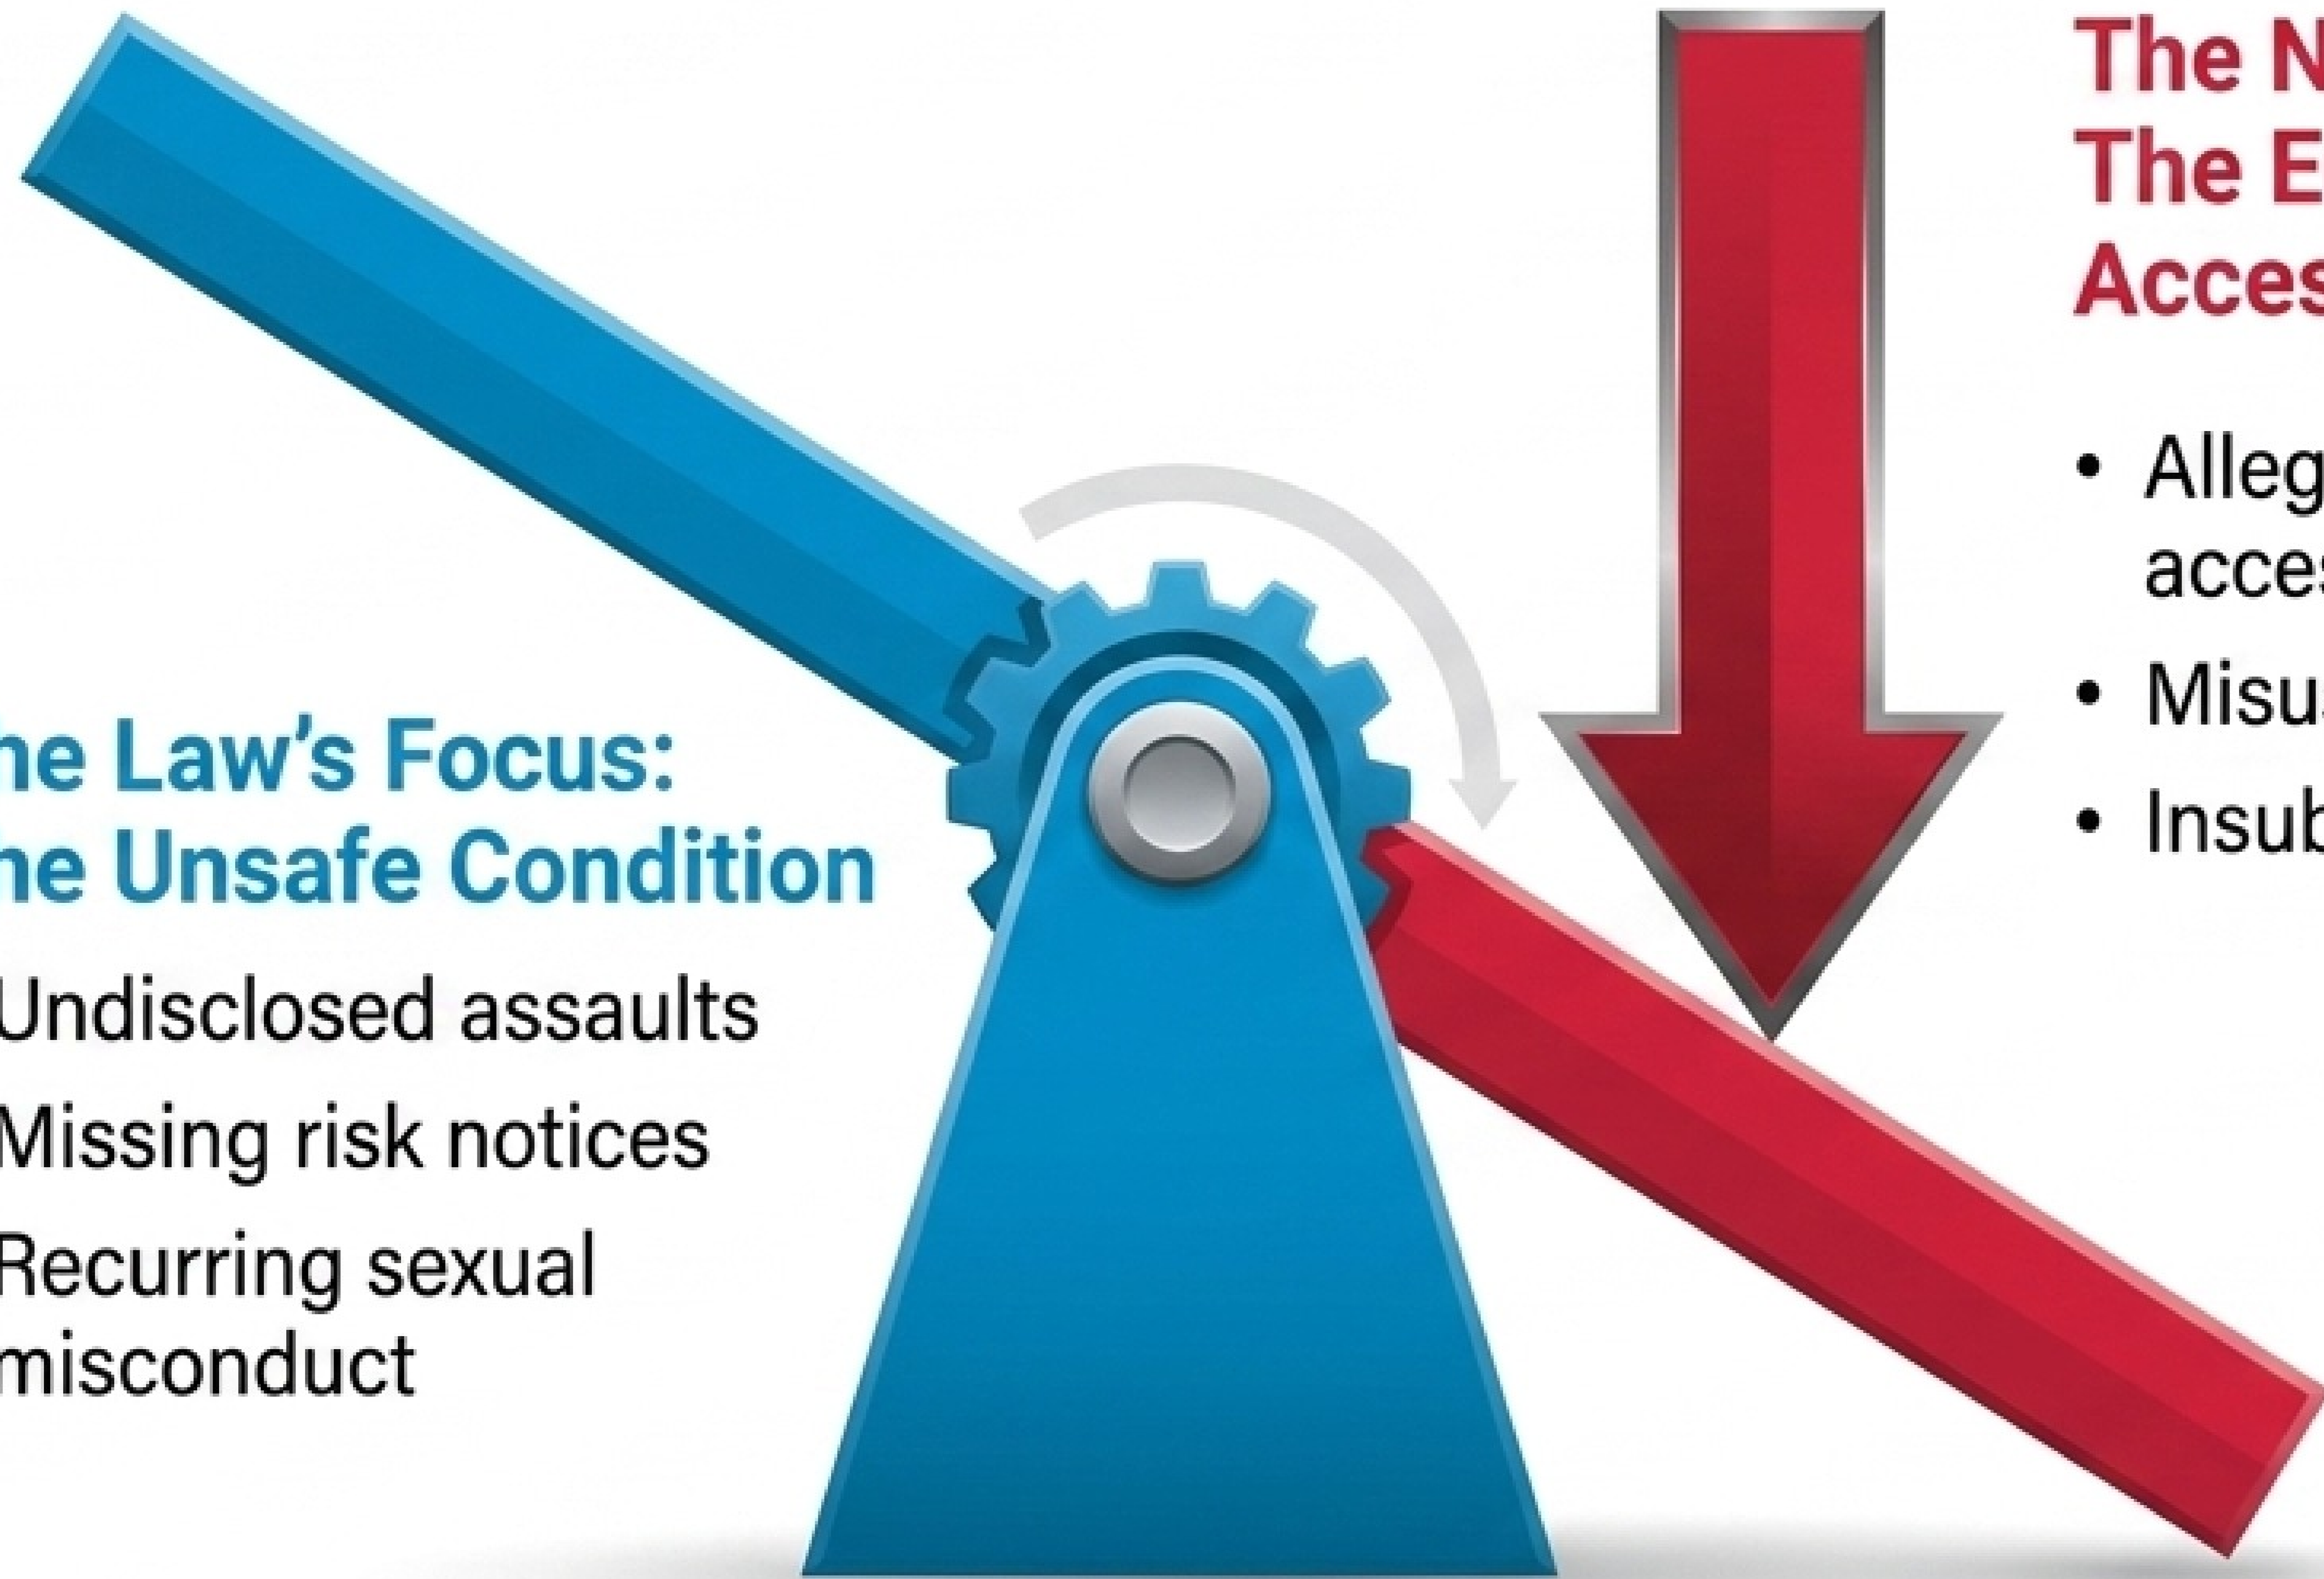 he Law's Focus:
he Unsafe Condition
Undisclosed assaults
Missing risk notices
Recurring sexual
misconduct
The N
The E
Acces
• Alleg
acces
• Misus
• Insub